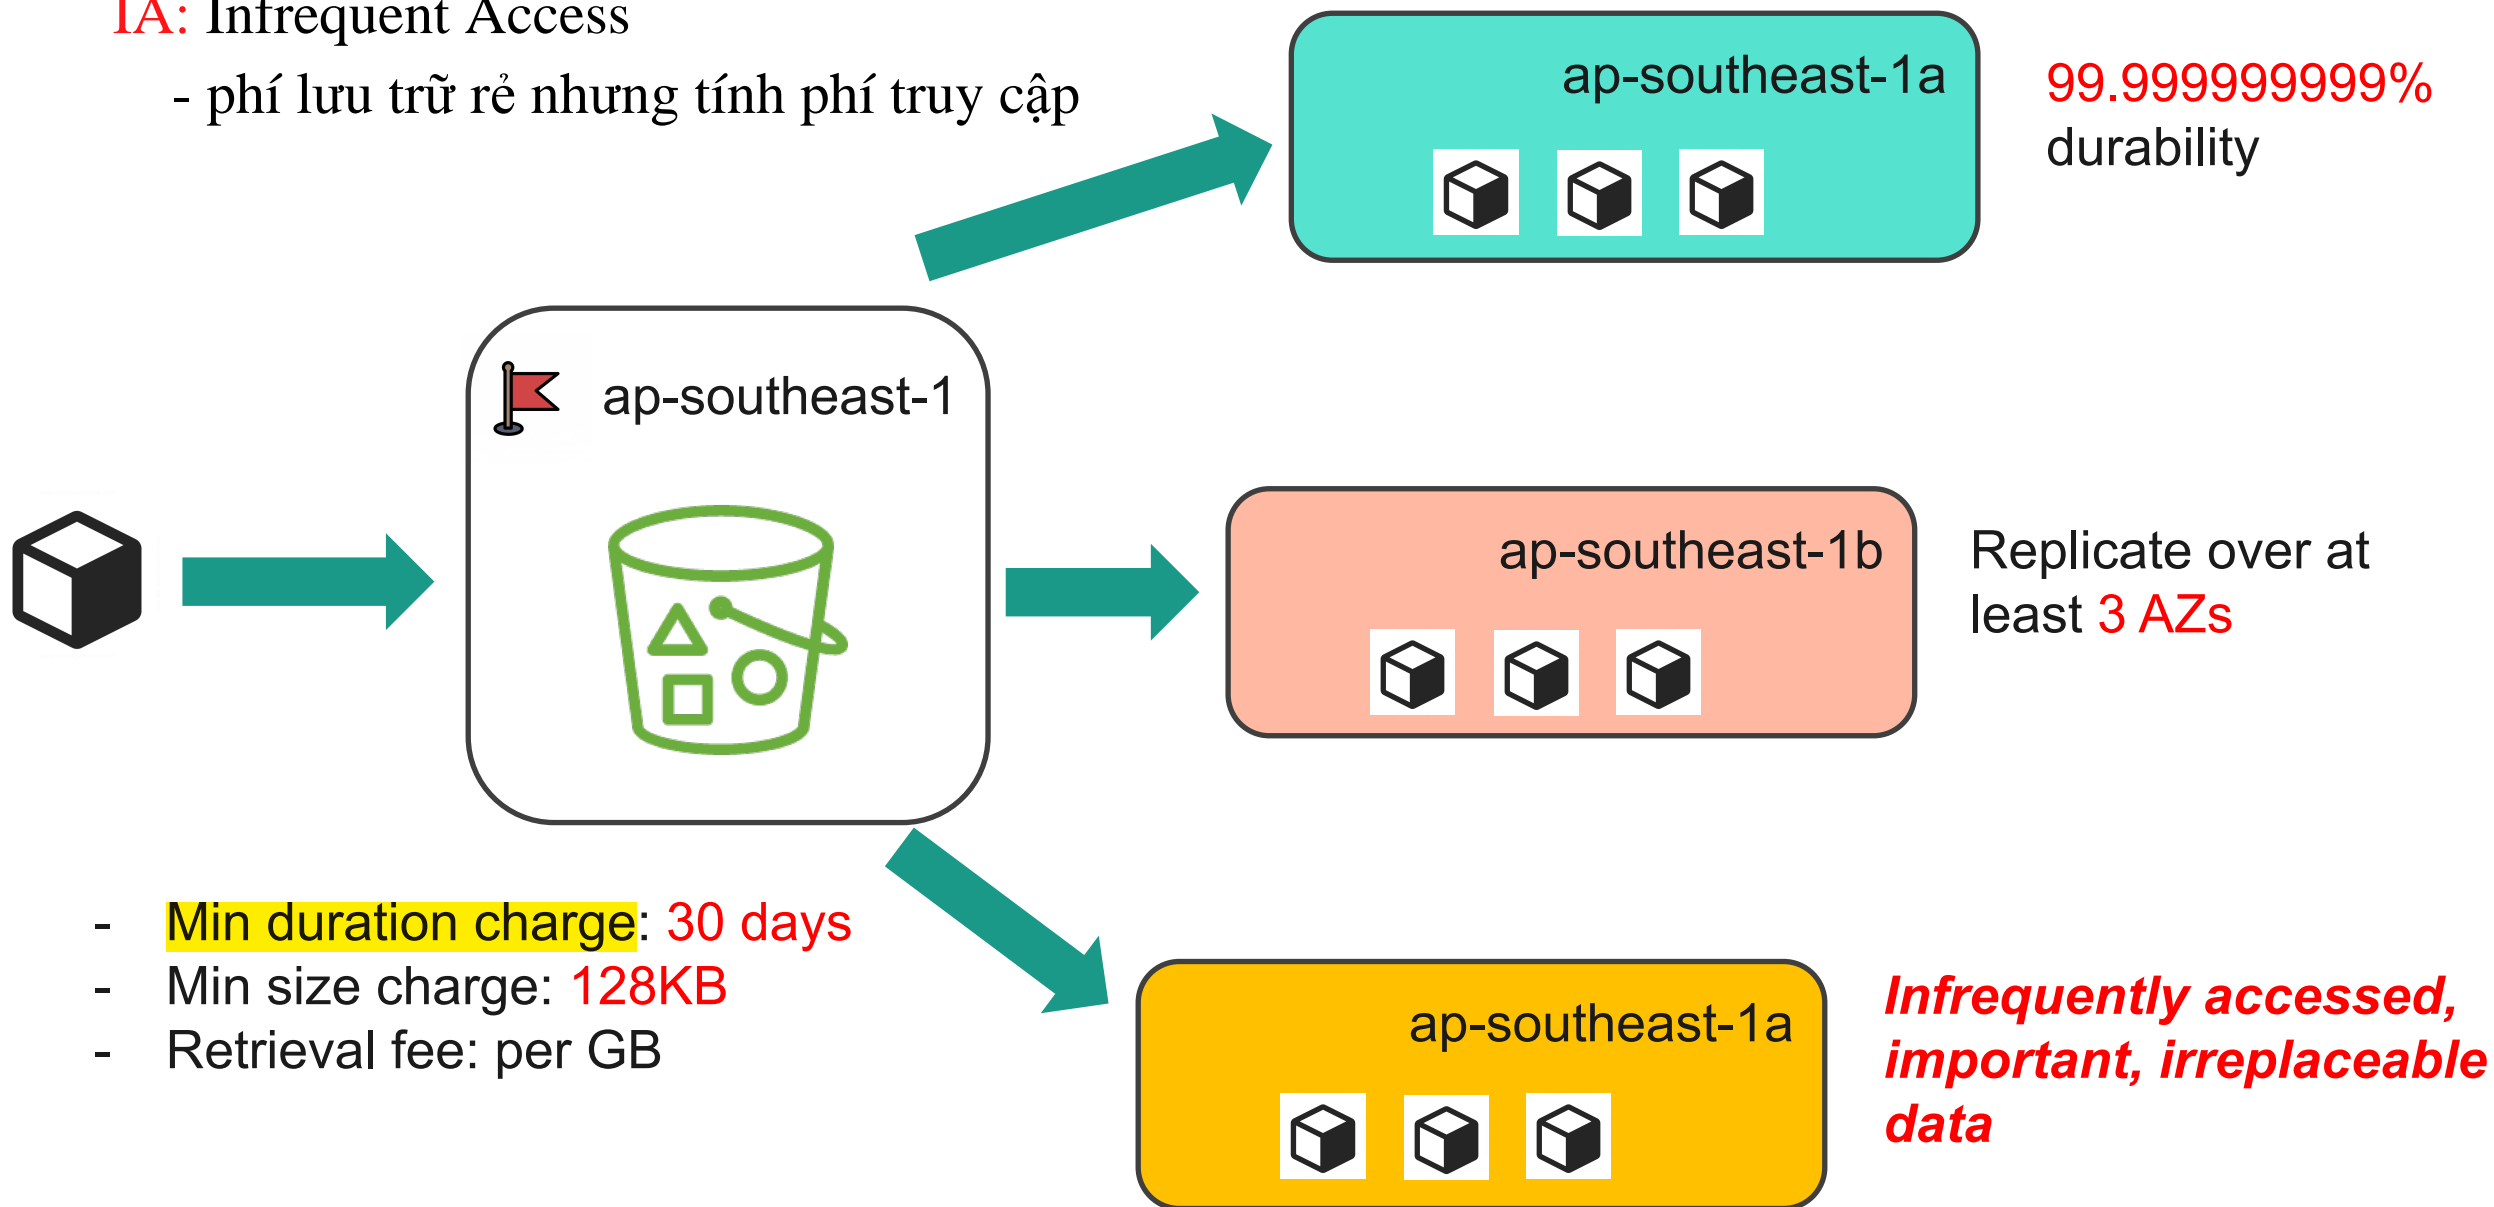 IA: Infrequent Access
- phí lưu trữ rẻ nhưng tính phí truy cập
ap-southeast-1a
99.999999999%
durability
ap-southeast-1
ap-southeast-1b
Replicate over at
least 3 AZs
- Min duration charge: 30 days
- Min size charge: 128KB
- Retrieval fee: per GB
ap-southeast-1a
Infrequently accessed,
important, irreplaceable
data